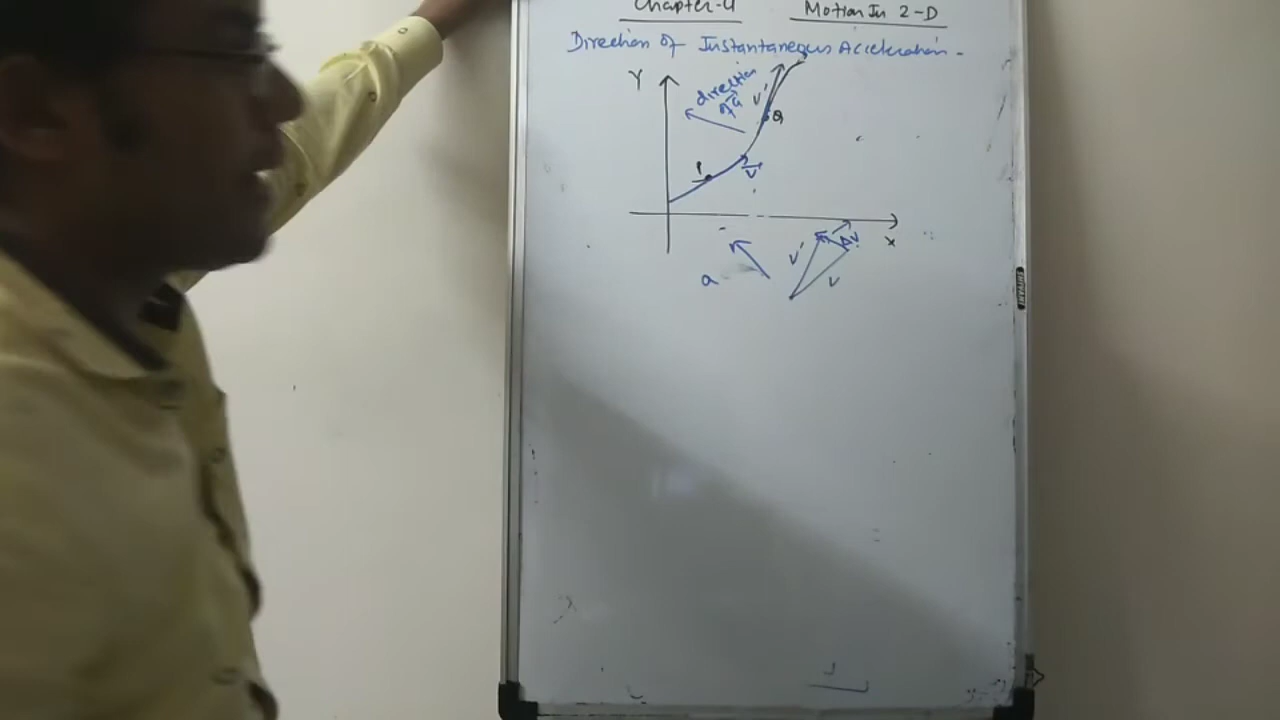 Chapter-4 Motion In 2-D
Direction of Instantaneous Acceleration.
Y
direction
of a⃗
v'
Q
P
v
X
v' Δv
a
v